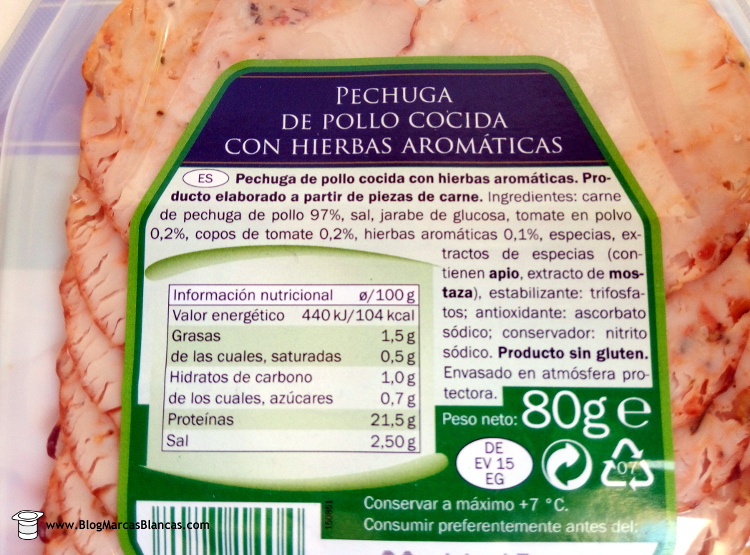 PECHUGA
DE POLLO COCIDA
CON HIERBAS AROMÁTICAS
ES Pechuga de pollo cocida con hierbas aromáticas. Pro-
ducto elaborado a partir de piezas de carne. Ingredientes: carne
de pechuga de pollo 97%, sal, jarabe de glucosa, tomate en polvo
0,2%, copos de tomate 0,2%, hierbas aromáticas 0,1%, especias, ex-
tractos de especias (con-
tienen apio, extracto de mos-
taza), estabilizante: trifosfa-
tos; antioxidante: ascorbato
sódico; conservador: nitrito
sódico. Producto sin gluten.
Envasado en atmósfera pro-
tectora.
Información nutricional ø/100 g
Valor energético 440 kJ/104 kcal
Grasas 1,5 g
de las cuales, saturadas 0,5 g
Hidratos de carbono 1,0 g
de los cuales, azúcares 0,7 g
Proteínas 21,5 g
Sal 2,50 g
Peso neto: 80g e
DE
EV 15
EG
07
Conservar a máximo +7 °C.
Consumir preferentemente antes del:
www.BlogMarcasBlancas.com